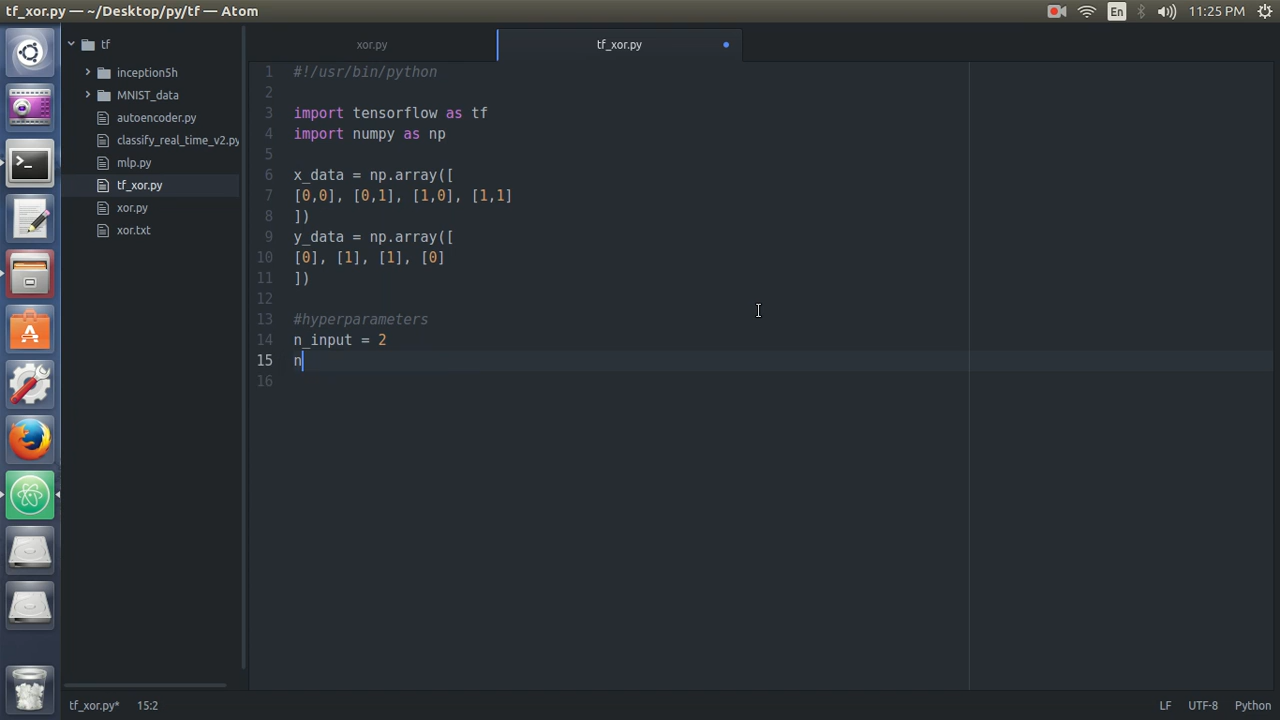 tf_xor.py — ~/Desktop/py/tf — Atom
En
11:25 PM
tf
inception5h
MNIST_data
autoencoder.py
classify_real_time_v2.py
mlp.py
tf_xor.py
xor.py
xor.txt
xor.py
tf_xor.py
1 #!/usr/bin/python
2
3 import tensorflow as tf
4 import numpy as np
5
6 x_data = np.array([
7 [0,0], [0,1], [1,0], [1,1]
8 ])
9 y_data = np.array([
10 [0], [1], [1], [0]
11 ])
12
13 #hyperparameters
14 n_input = 2
15 n
16
tf_xor.py* 15:2
LF UTF-8 Python